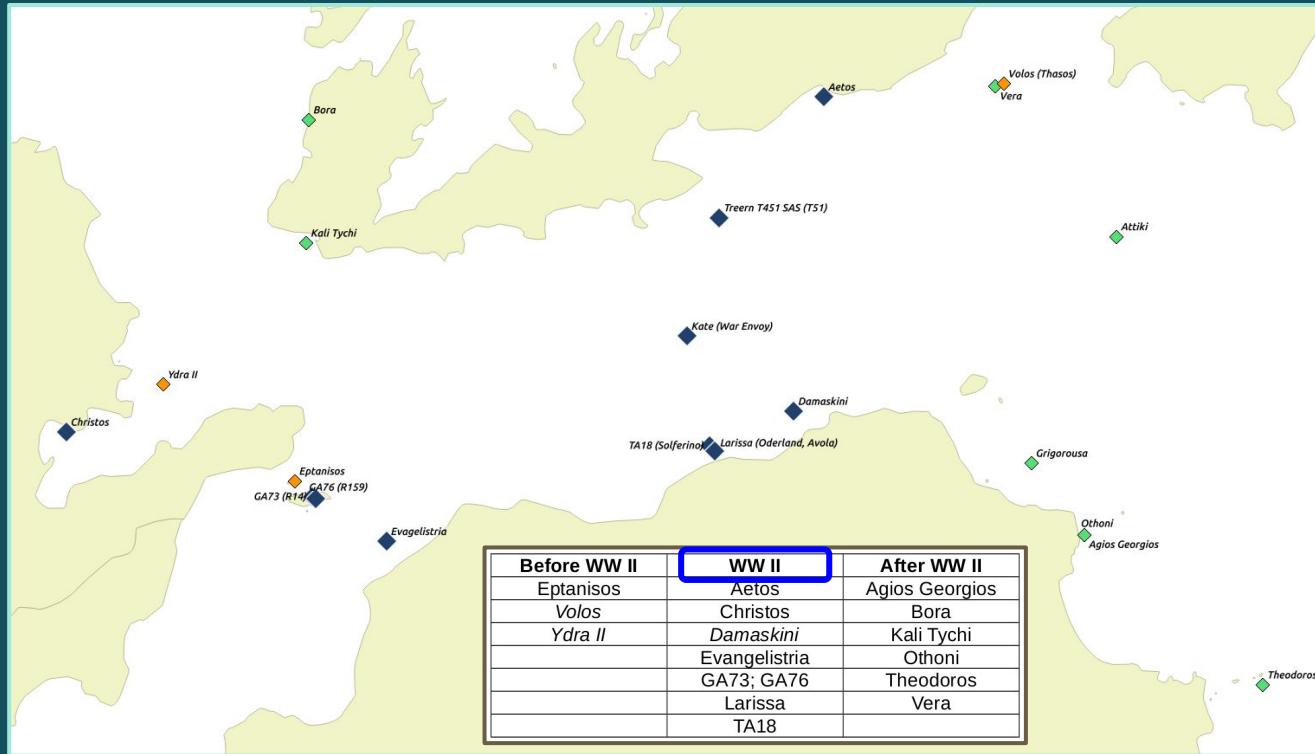 Volos (Thasos)
Aetos
Vera
Bora
Treern T451 SAS (T51)
Attiki
Kali Tychi
Kate (War Envoy)
Ydra II
Damaskini
Christos
TA18 (Solferino)
Larissa (Oderland, Avola)
Grigorousa
Eptanisos
GA76 (R159)
GA73 (R14)
Othoni
Evagelistria
Agios Georgios
Before WW II WW II After WW II
Eptanisos Aetos Agios Georgios
Volos Christos Bora
Ydra II Damaskini Kali Tychi
Evangelistria Othoni
GA73; GA76 Theodoros
Larissa Vera
TA18
Theodoros